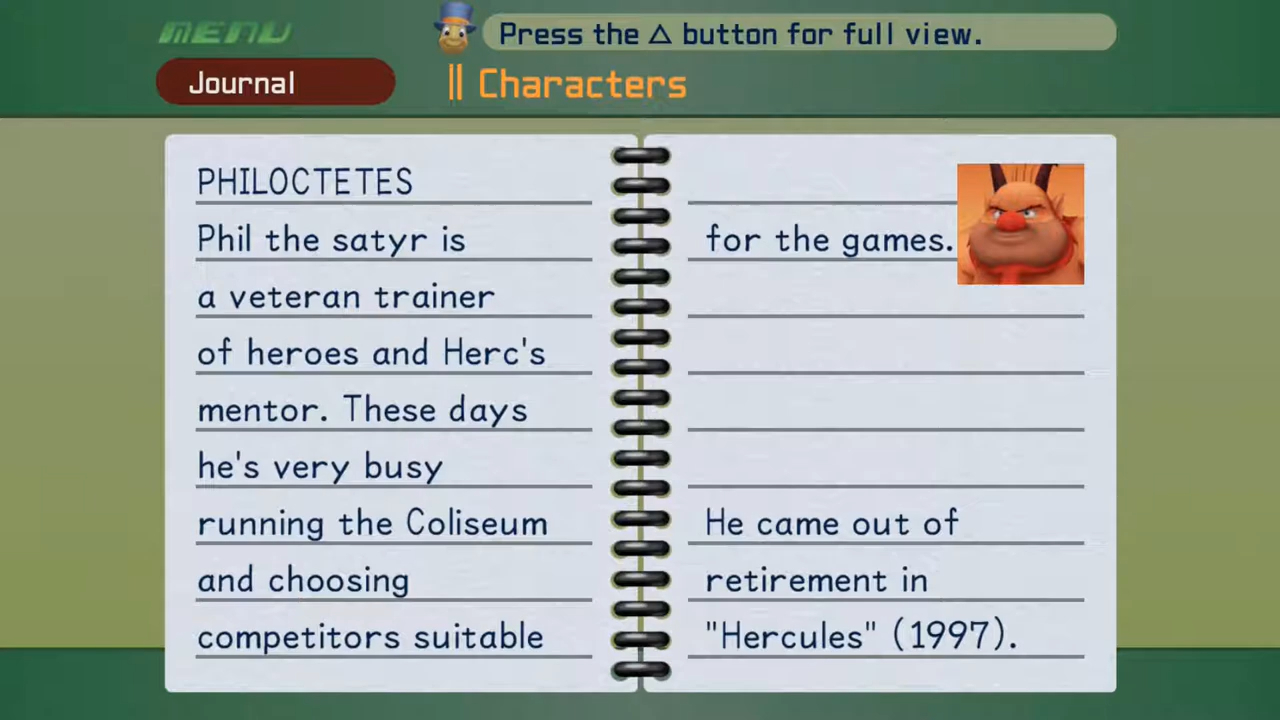 MENU
Press the △ button for full view.
Journal
Characters
PHILOCTETES
Phil the satyr is
a veteran trainer
of heroes and Herc's
mentor. These days
he's very busy
running the Coliseum
and choosing
competitors suitable
for the games.
He came out of
retirement in
"Hercules" (1997).